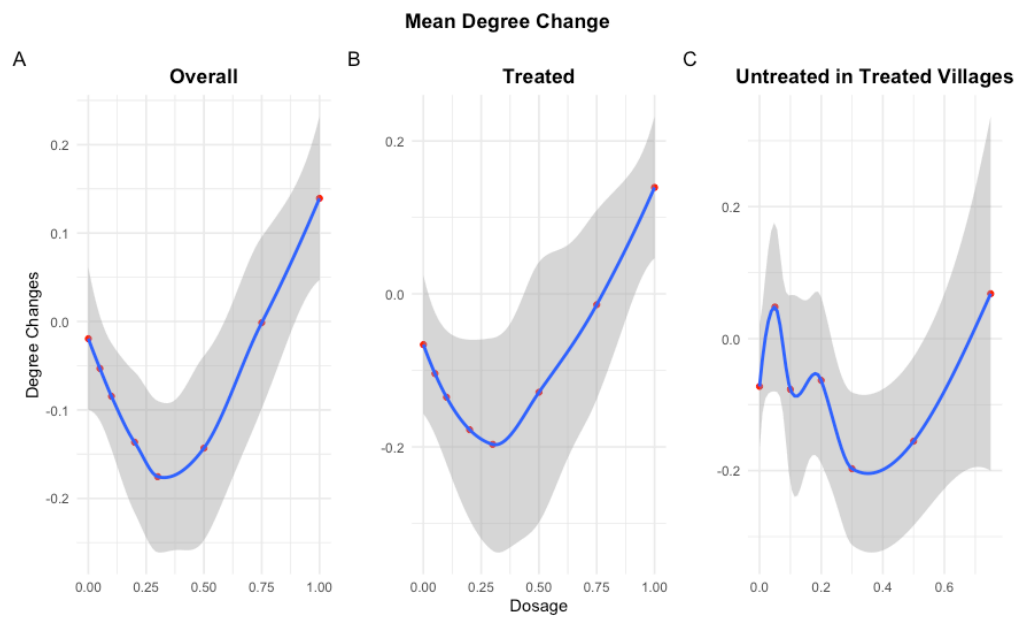 Mean Degree Change
A B C
Overall Treated Untreated in Treated Villages
Degree Changes
0.2
0.1
0.0
-0.1
-0.2
0.00 0.25 0.50 0.75 1.00
0.2
0.0
-0.2
0.00 0.25 0.50 0.75 1.00
0.2
0.0
-0.2
0.0 0.2 0.4 0.6
Dosage